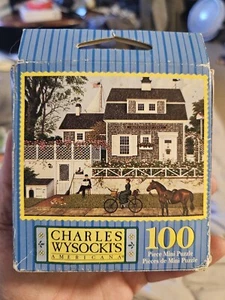 CHARLES
WYSOCKI'S
AMERICANA
100
Piece Mini Puzzle
Pièces de Mini Puzzle